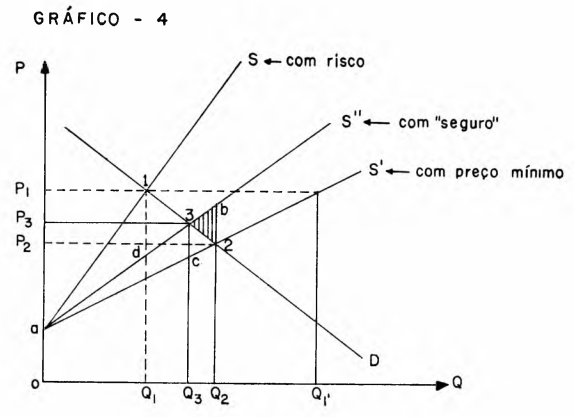 GRÁFICO - 4
P
S ← com risco
S" ← com "seguro"
S' ← com preço mínimo
P1
1
P3
3
b
P2
2
d
c
a
D
0
Q1
Q3
Q2
Q1'
Q